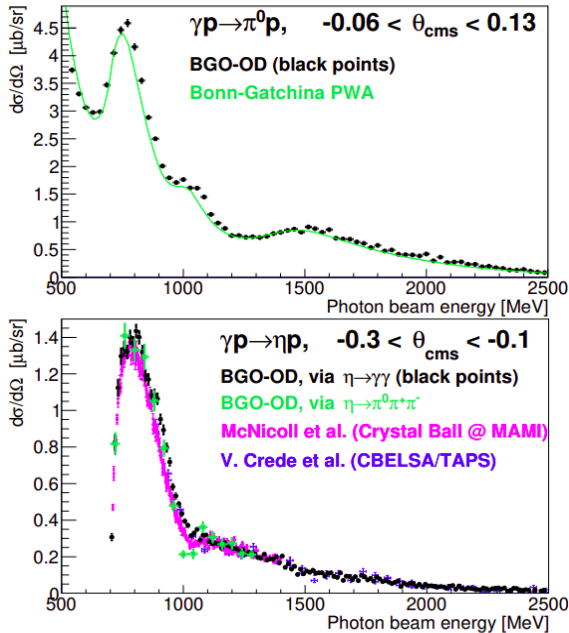 γp→π⁰p, -0.06 < θcms < 0.13
BGO-OD (black points)
Bonn-Gatchina PWA
dσ/dΩ [μb/sr]
4.5
4
3.5
3
2.5
2
1.5
1
0.5
0
500 1000 1500 2000 2500
Photon beam energy [MeV]
γp→ηp, -0.3 < θcms < -0.1
BGO-OD, via η→γγ (black points)
BGO-OD, via η→π⁰π⁺π⁻
McNicoll et al. (Crystal Ball @ MAMI)
V. Crede et al. (CBELSA/TAPS)
dσ/dΩ [μb/sr]
1.4
1.2
1
0.8
0.6
0.4
0.2
0
500 1000 1500 2000 2500
Photon beam energy [MeV]